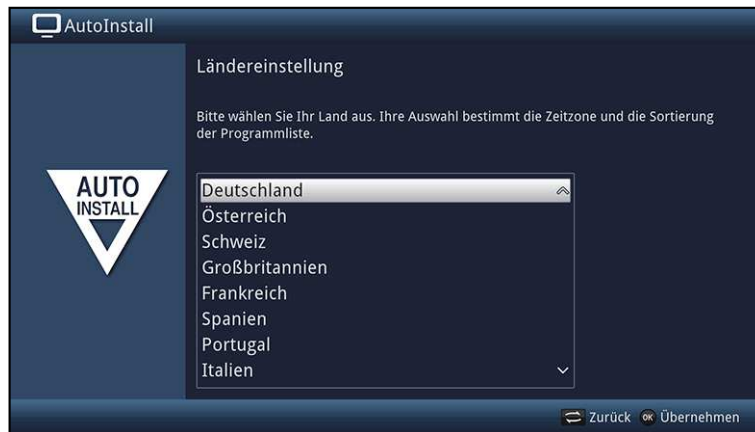 AutoInstall
Ländereinstellung
Bitte wählen Sie Ihr Land aus. Ihre Auswahl bestimmt die Zeitzone und die Sortierung
der Programmliste.
AUTO
INSTALL
Deutschland
Österreich
Schweiz
Großbritannien
Frankreich
Spanien
Portugal
Italien
Zurück OK Übernehmen